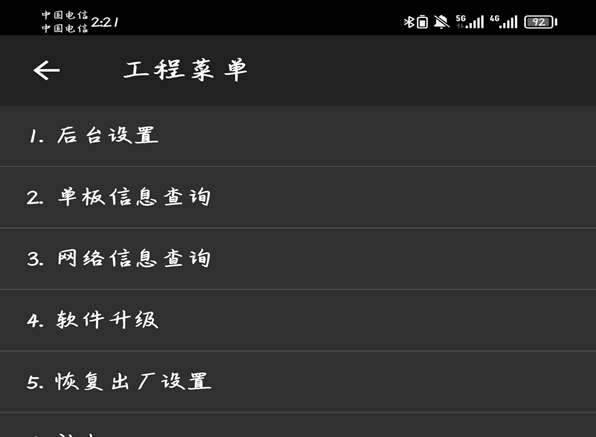 中国电信
中国电信 2:21 5G 4G 92
工程菜单
1. 后台设置
2. 单板信息查询
3. 网络信息查询
4. 软件升级
5. 恢复出厂设置